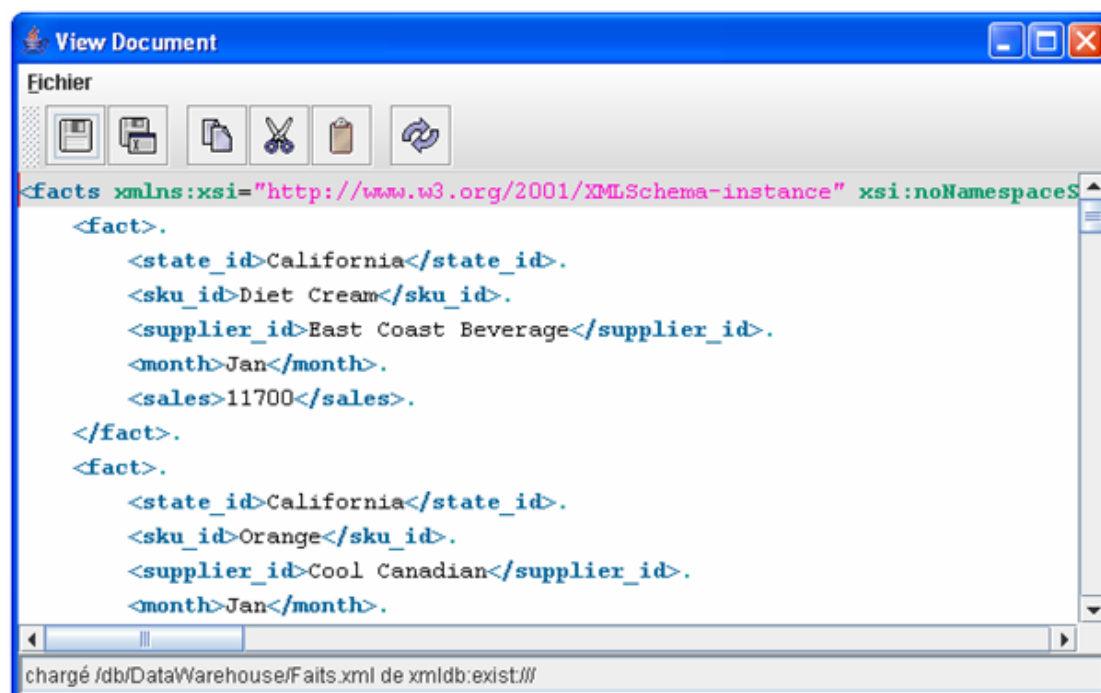 View Document
Fichier
<facts xmlns:xsi="http://www.w3.org/2001/XMLSchema-instance" xsi:noNamespaceS
<fact>.
<state_id>California</state_id>.
<sku_id>Diet Cream</sku_id>.
<supplier_id>East Coast Beverage</supplier_id>.
<month>Jan</month>.
<sales>11700</sales>.
</fact>.
<fact>.
<state_id>California</state_id>.
<sku_id>Orange</sku_id>.
<supplier_id>Cool Canadian</supplier_id>.
<month>Jan</month>.
chargé /db/DataWarehouse/Faits.xml de xmldb:exist:///